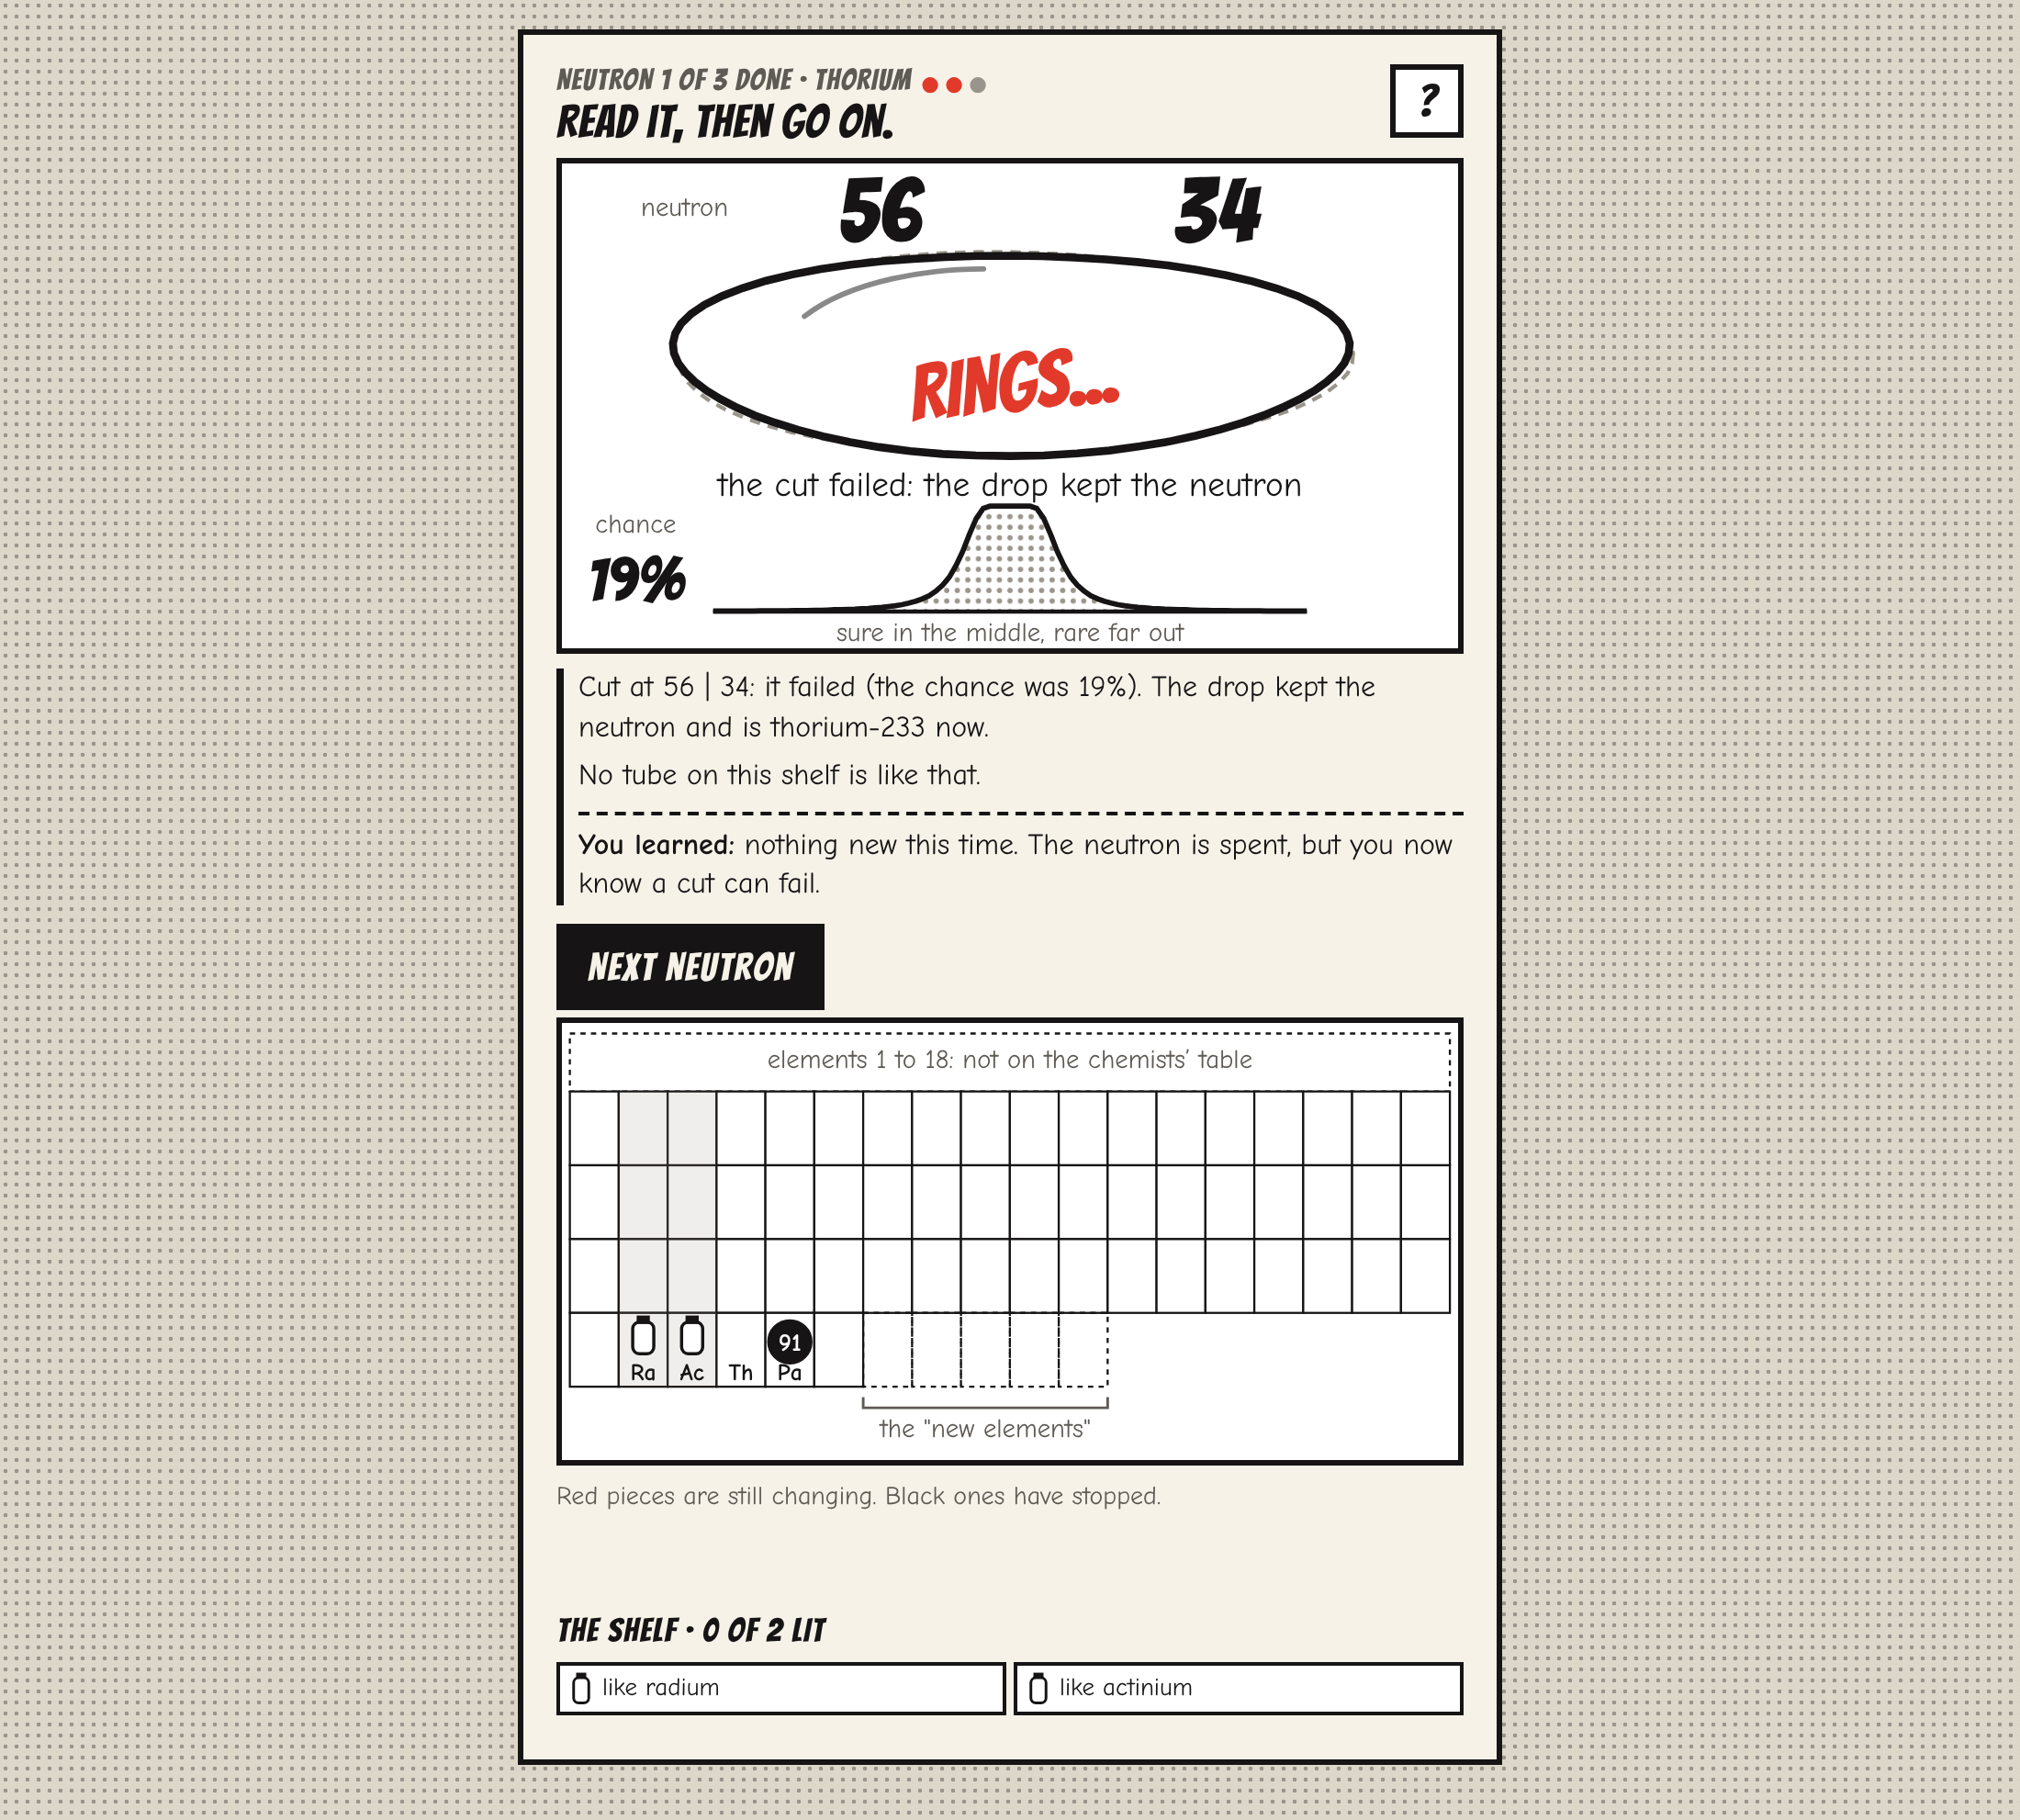 NEUTRON 1 OF 3 DONE · THORIUM
READ IT, THEN GO ON.
?
neutron
56
34
RINGS...
the cut failed: the drop kept the neutron
chance
19%
sure in the middle, rare far out
Cut at 56 | 34: it failed (the chance was 19%). The drop kept the
neutron and is thorium-233 now.
No tube on this shelf is like that.
You learned: nothing new this time. The neutron is spent, but you now
know a cut can fail.
NEXT NEUTRON
elements 1 to 18: not on the chemists' table
91
Ra
Ac
Th
Pa
the "new elements"
Red pieces are still changing. Black ones have stopped.
THE SHELF · 0 OF 2 LIT
like radium
like actinium